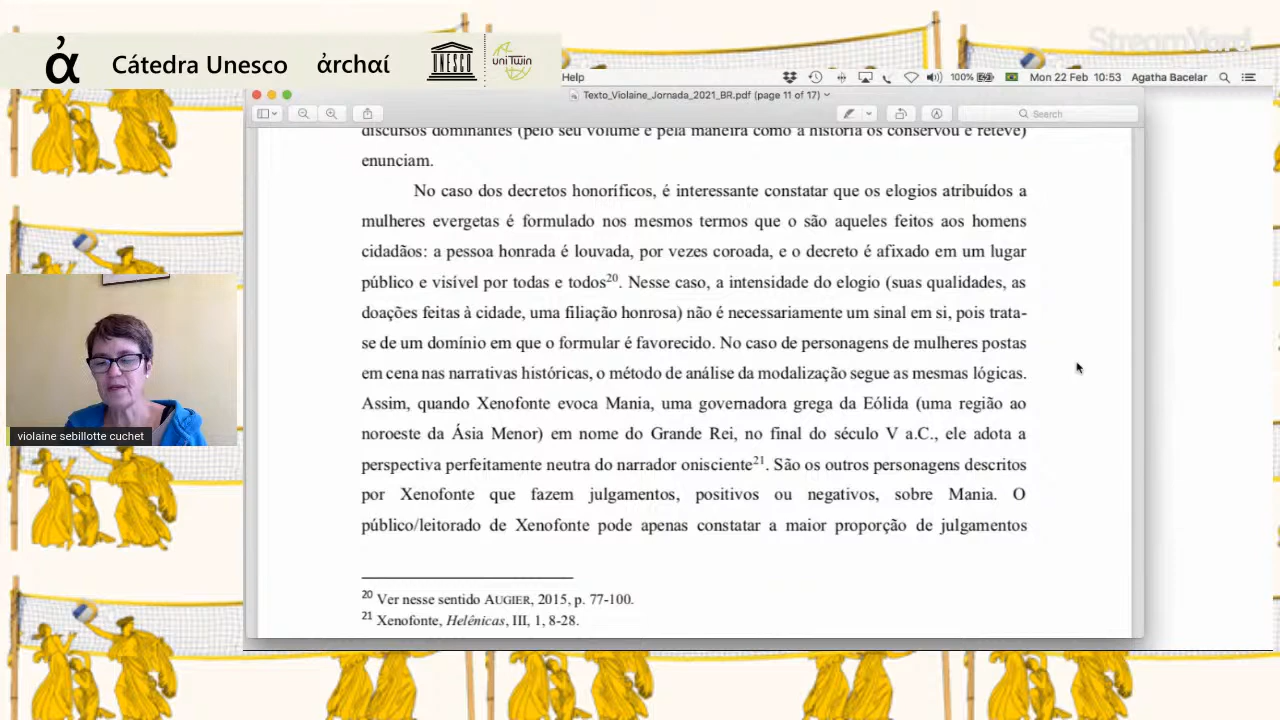 StreamYard
ἀ Cátedra Unesco ἀrchaí UNESCO uniTwin
Help 100% Mon 22 Feb 10:53 Agatha Bacelar
Texto_Violaine_Jornada_2021_BR.pdf (page 11 of 17)
Search
discursos dominantes (pelo seu volume e pela maneira como a história os conservou e reteve)
enunciam.
No caso dos decretos honoríficos, é interessante constatar que os elogios atribuídos a
mulheres evergetas é formulado nos mesmos termos que o são aqueles feitos aos homens
cidadãos: a pessoa honrada é louvada, por vezes coroada, e o decreto é afixado em um lugar
público e visível por todas e todos20. Nesse caso, a intensidade do elogio (suas qualidades, as
doações feitas à cidade, uma filiação honrosa) não é necessariamente um sinal em si, pois trata-
se de um domínio em que o formular é favorecido. No caso de personagens de mulheres postas
em cena nas narrativas históricas, o método de análise da modalização segue as mesmas lógicas.
Assim, quando Xenofonte evoca Mania, uma governadora grega da Eólida (uma região ao
noroeste da Ásia Menor) em nome do Grande Rei, no final do século V a.C., ele adota a
perspectiva perfeitamente neutra do narrador onisciente21. São os outros personagens descritos
por Xenofonte que fazem julgamentos, positivos ou negativos, sobre Mania. O
público/leitorado de Xenofonte pode apenas constatar a maior proporção de julgamentos
20 Ver nesse sentido AUGIER, 2015, p. 77-100.
21 Xenofonte, Helênicas, III, 1, 8-28.
violaine sebillotte cuchet